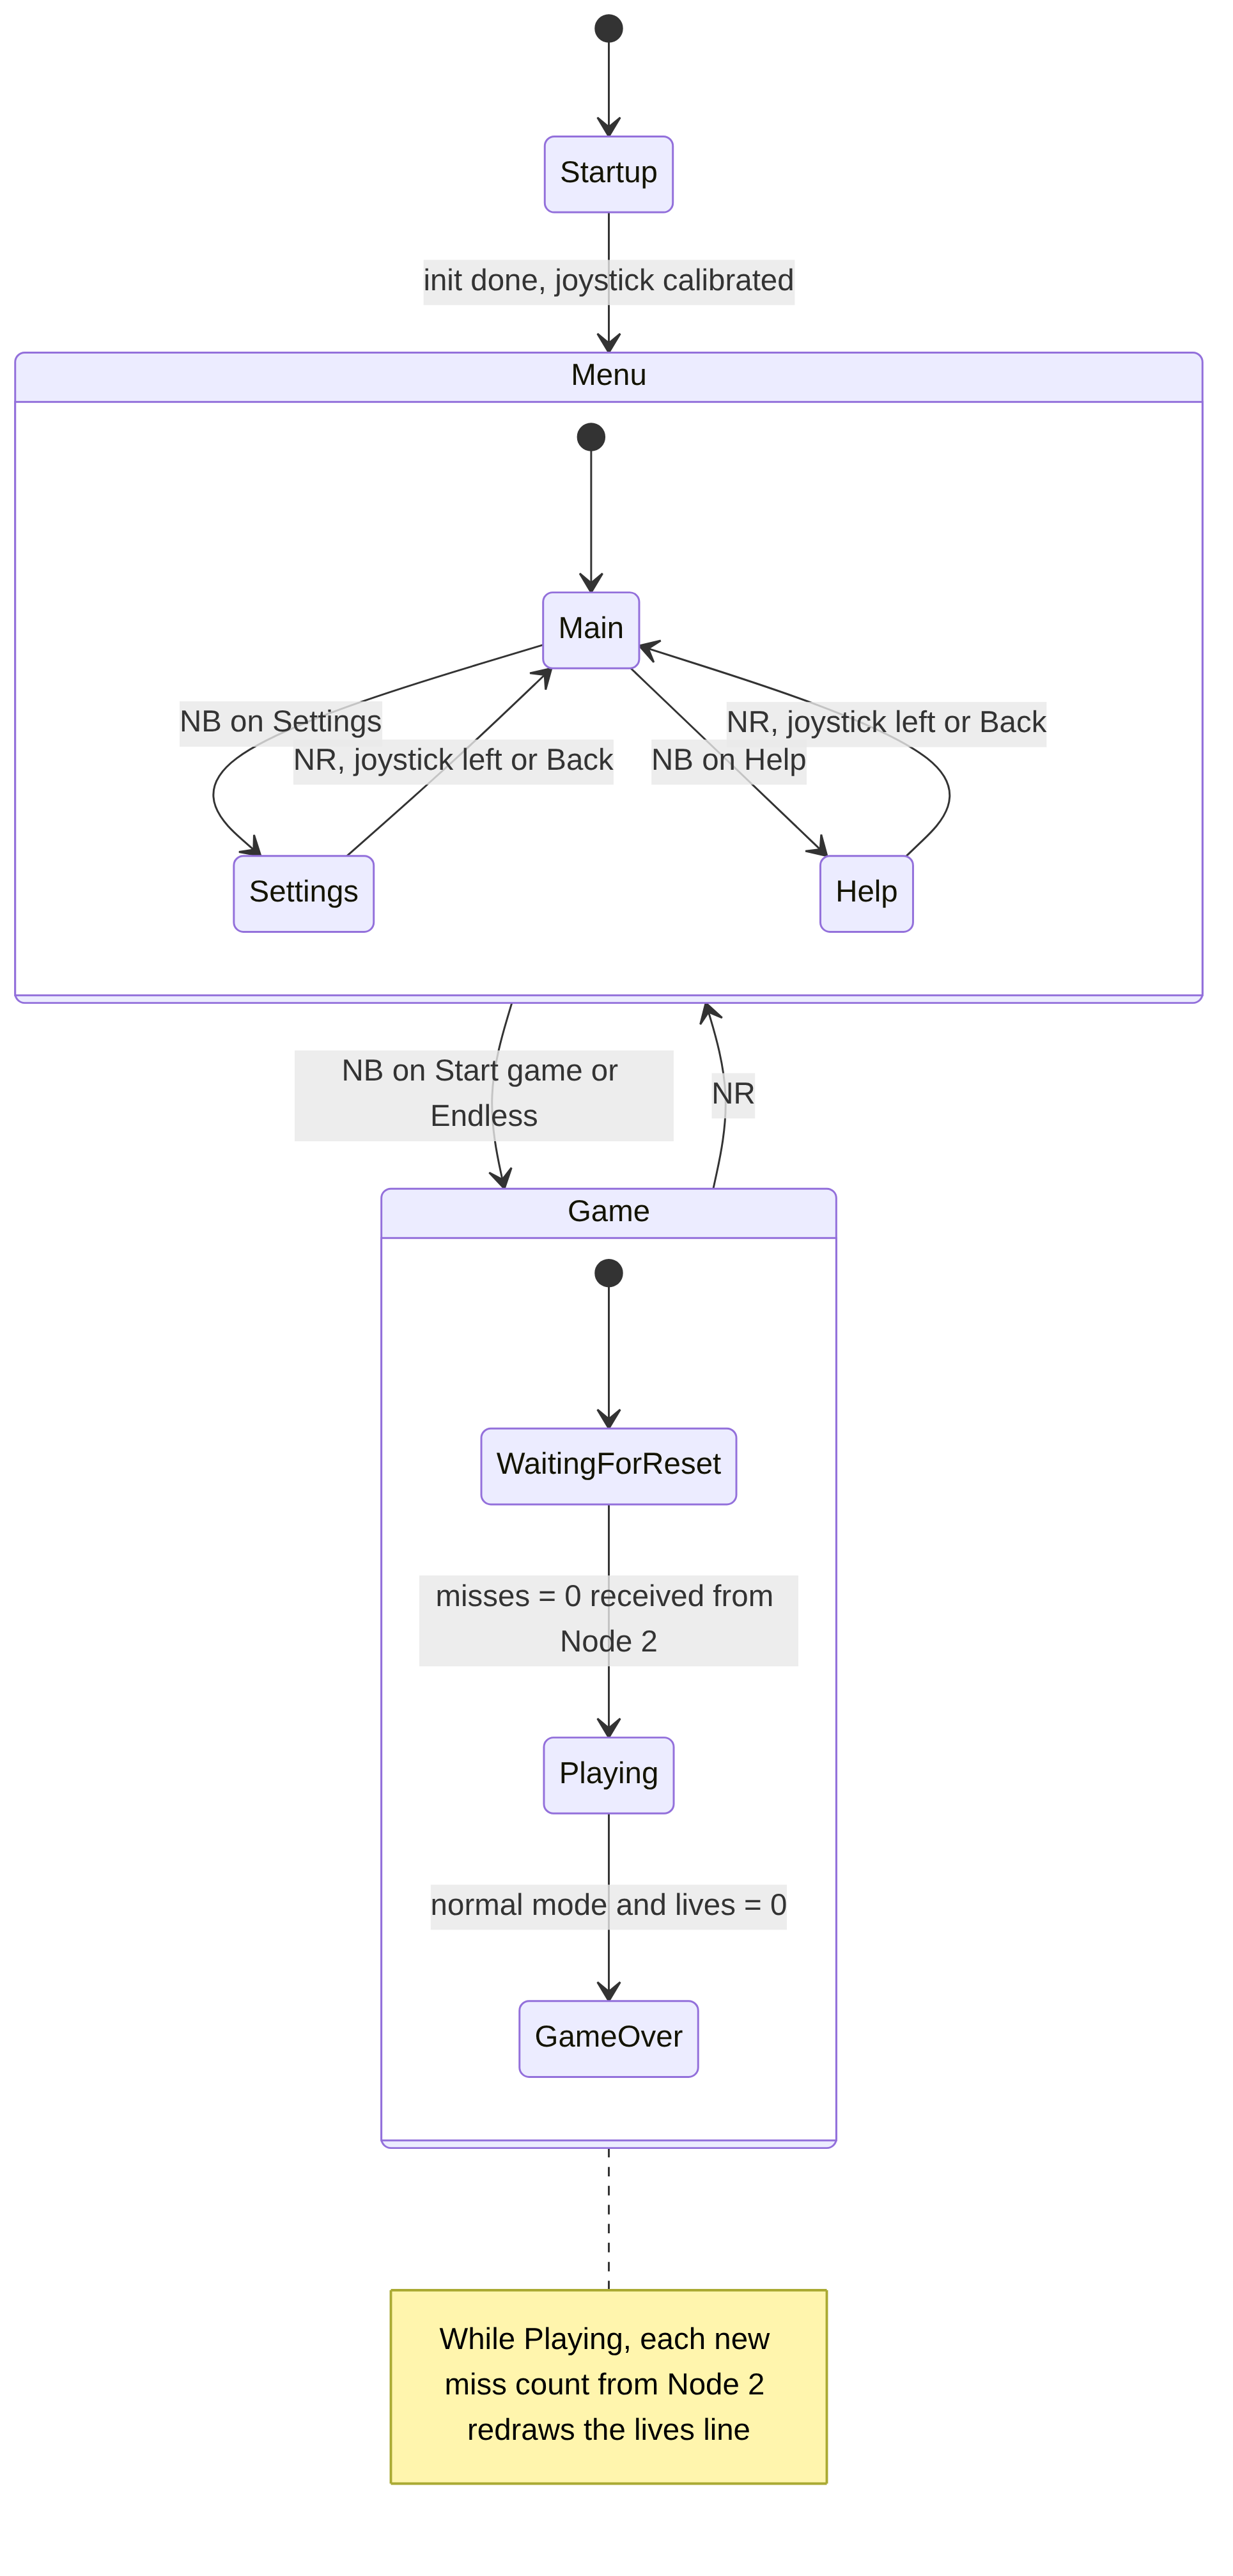 Startup
init done, joystick calibrated
Menu
Main
NB on Settings
NR, joystick left or Back
NR, joystick left or Back
NB on Help
Settings
Help
NB on Start game or
Endless
NR
Game
WaitingForReset
misses = 0 received from
Node 2
Playing
normal mode and lives = 0
GameOver
While Playing, each new
miss count from Node 2
redraws the lives line